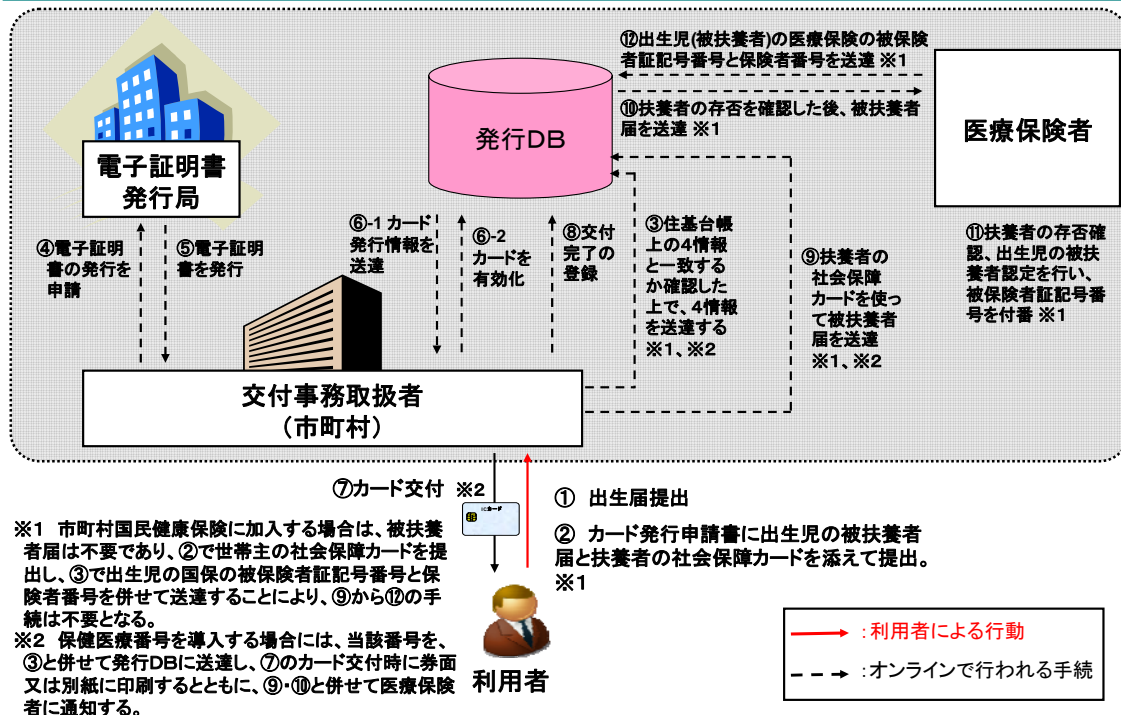 ⑫出生児(被扶養者)の医療保険の被保険
者証記号番号と保険者番号を送達 ※1
発行DB
⑩扶養者の存否を確認した後、被扶養者
届を送達 ※1
医療保険者
電子証明書
発行局
④電子証明
書の発行を
申請
⑤電子証明
書を発行
⑥-1 カード
発行情報を
送達
⑥-2
カードを
有効化
⑧交付
完了の
登録
③住基台帳
上の4情報
と一致する
か確認した
上で、4情報
を送達する
※1、※2
⑨扶養者の
社会保障
カードを使っ
て被扶養者
届を送達
※1、※2
⑪扶養者の存否確
認、出生児の被扶
養者認定を行い、
被保険者証記号番
号を付番 ※1
交付事務取扱者
（市町村）
⑦カード交付 ※2
ICカード
① 出生届提出
② カード発行申請書に出生児の被扶養者
届と扶養者の社会保障カードを添えて提出。
※1
※1 市町村国民健康保険に加入する場合は、被扶養
者届は不要であり、②で世帯主の社会保障カードを提
出し、③で出生児の国保の被保険者証記号番号と保
険者番号を併せて送達することにより、⑨から⑫の手
続は不要となる。
※2 保健医療番号を導入する場合には、当該番号を、
③と併せて発行DBに送達し、⑦のカード交付時に券面
又は別紙に印刷するとともに、⑨・⑩と併せて医療保険
者に通知する。
利用者
：利用者による行動
：オンラインで行われる手続